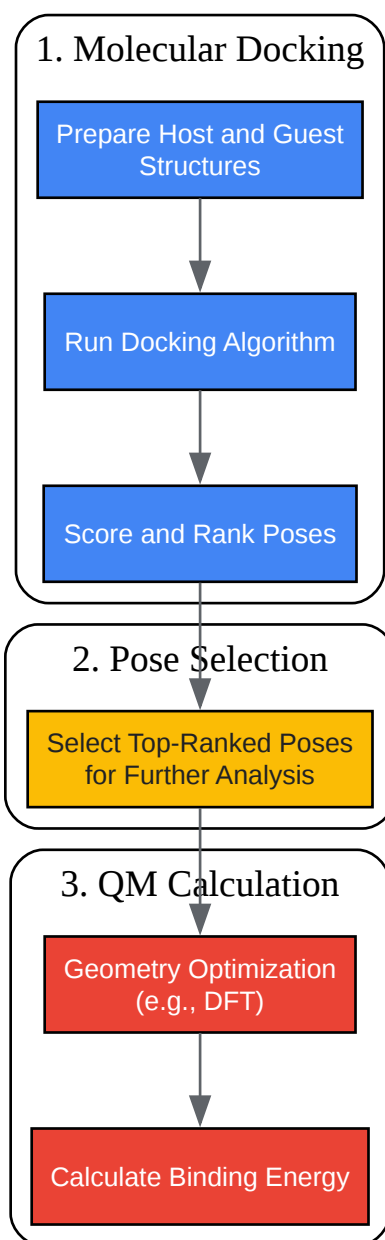 1. Molecular Docking
Prepare Host and Guest
Structures
Run Docking Algorithm
Score and Rank Poses
2. Pose Selection
Select Top-Ranked Poses
for Further Analysis
3. QM Calculation
Geometry Optimization
(e.g., DFT)
Calculate Binding Energy